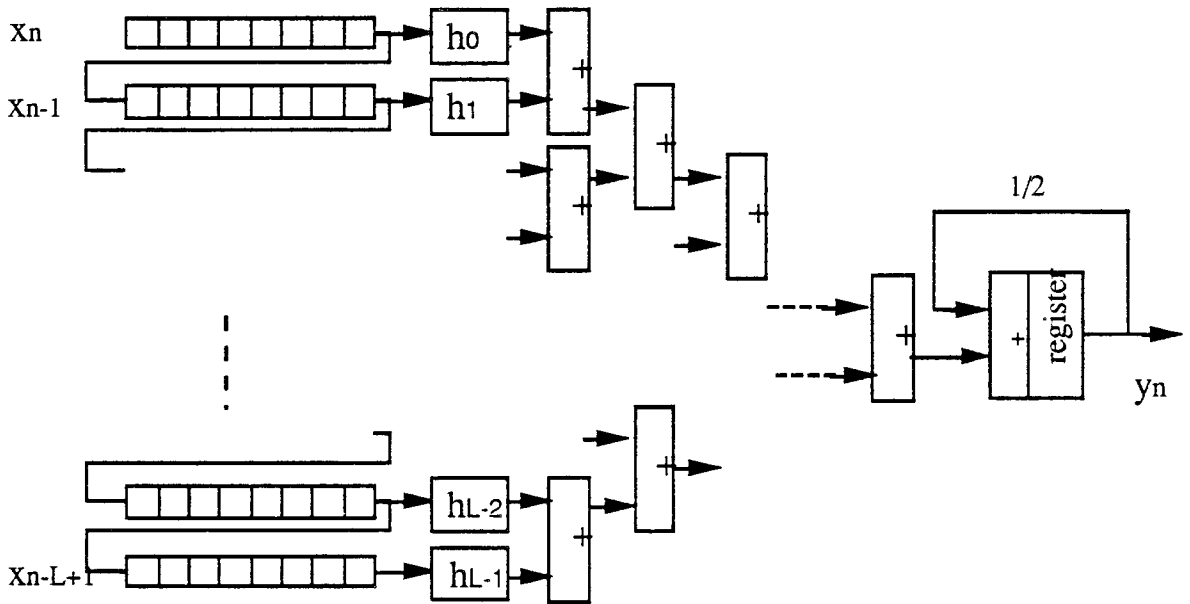 Xn
h0
+
Xn-1
h1
+
+
+
1/2
+
+
register
yn
+
hL-2
+
Xn-L+1
hL-1